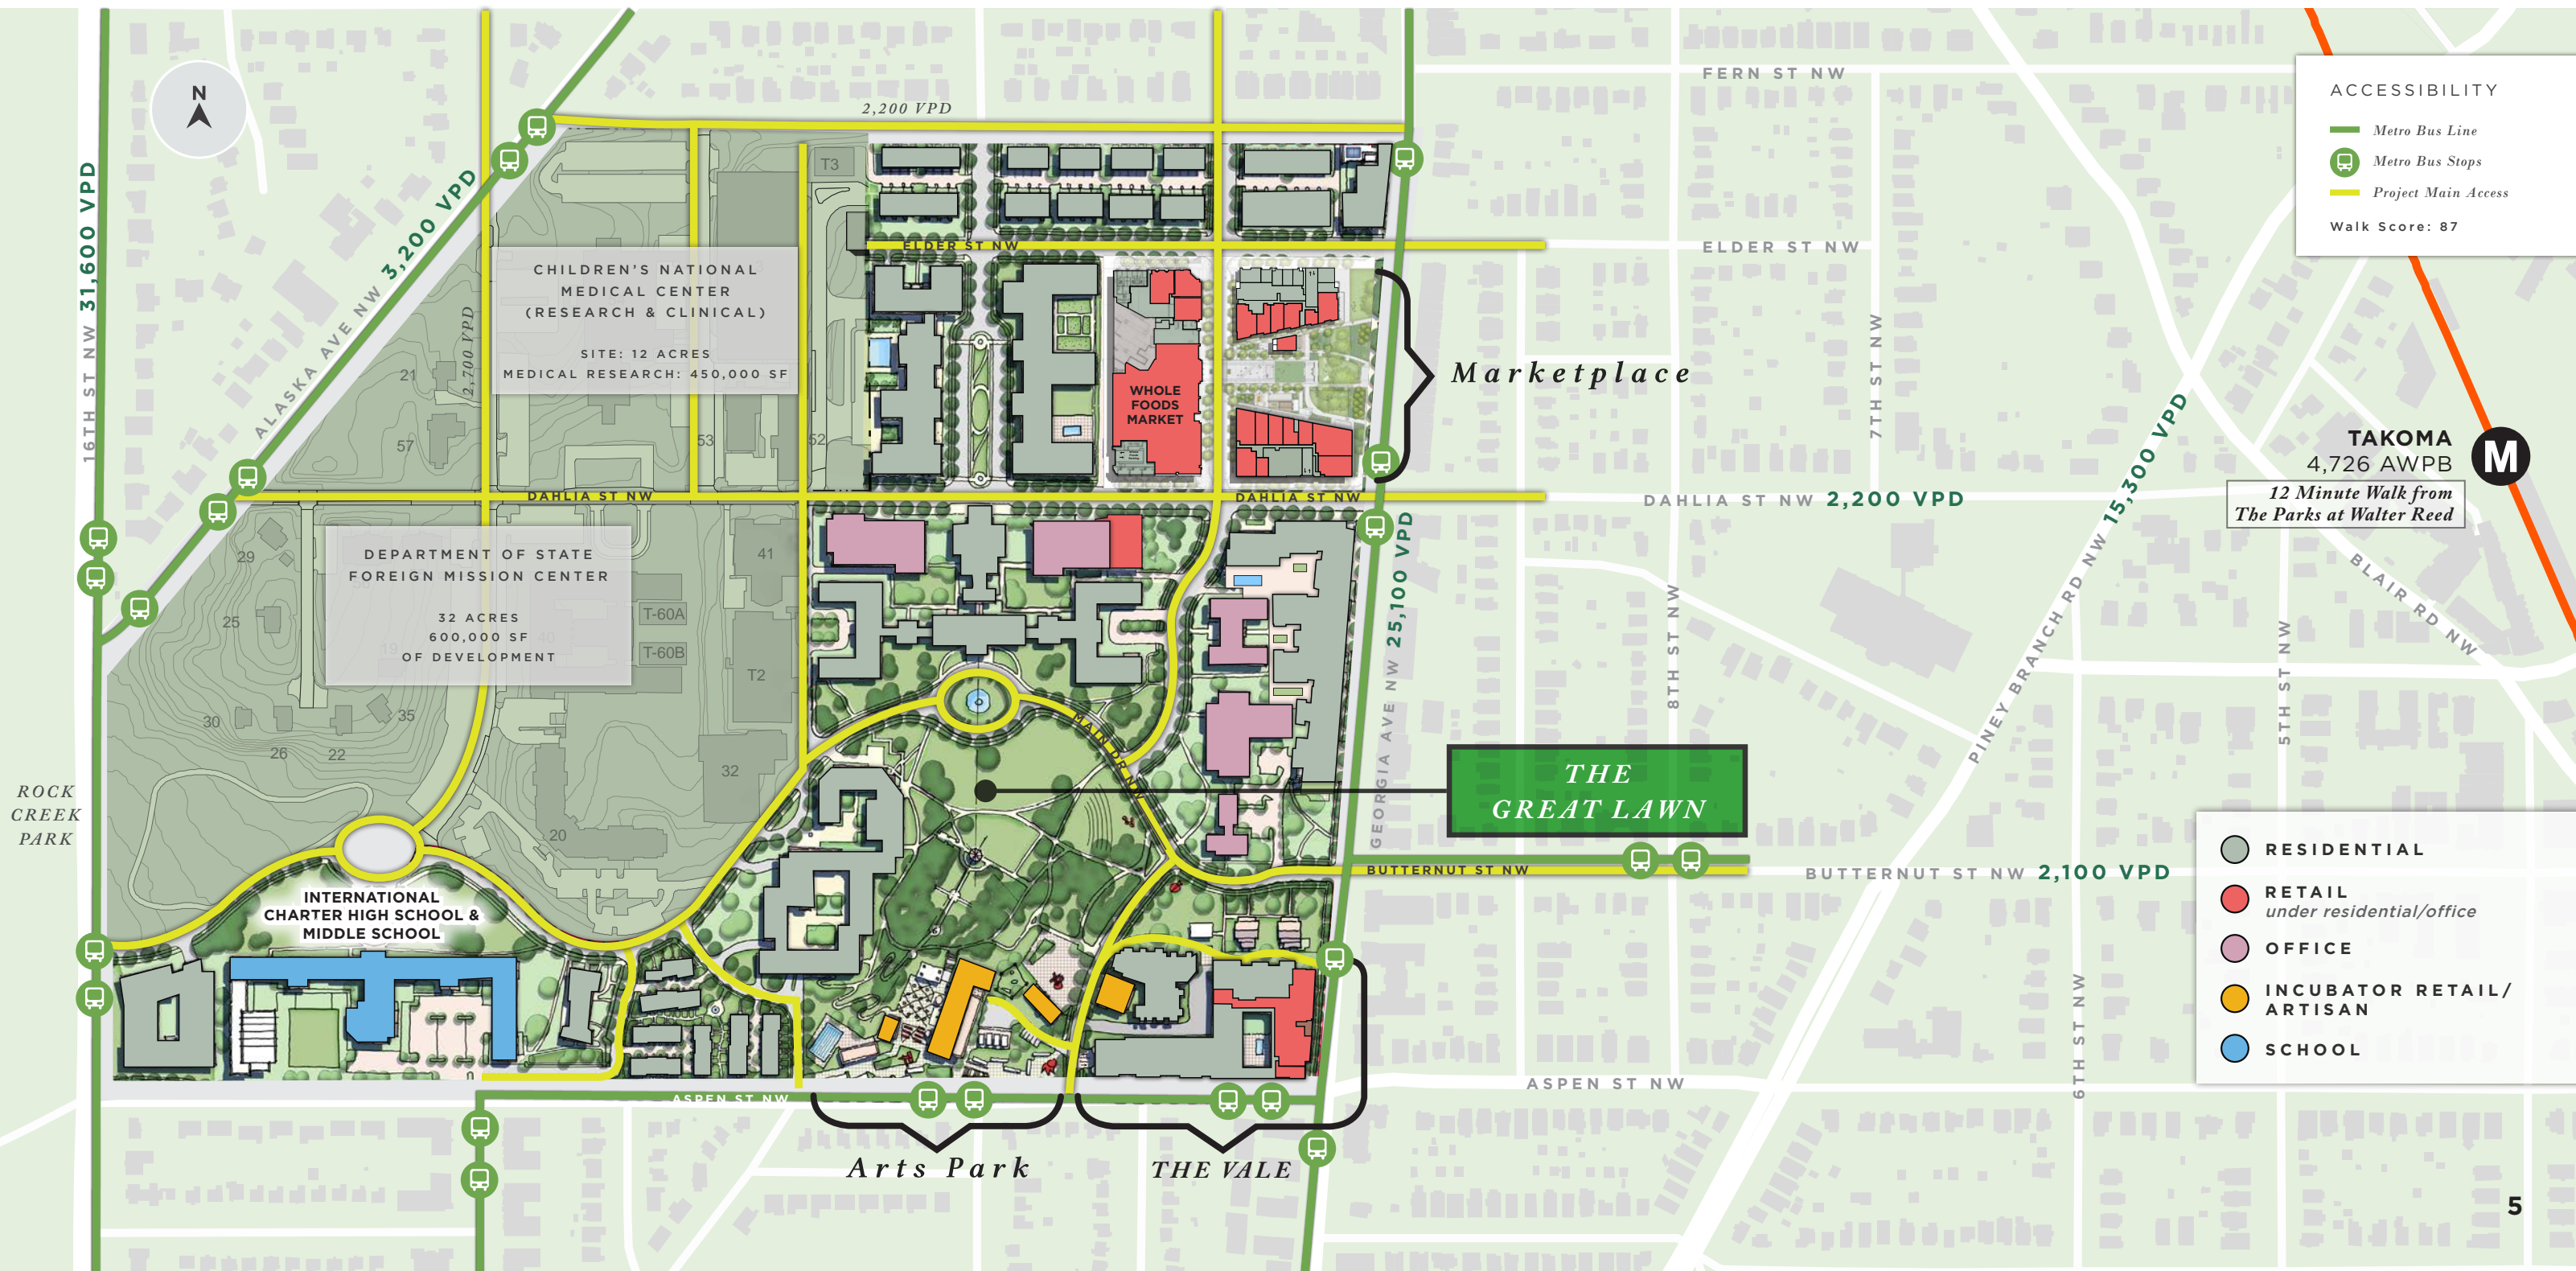 N
2,200 VPD
FERN ST NW
ACCESSIBILITY
Metro Bus Line
Metro Bus Stops
Project Main Access
Walk Score: 87
T3
16TH ST NW 31,600 VPD
ALASKA AVE NW 3,200 VPD
2,700 VPD
ELDER ST NW
ELDER ST NW
CHILDREN'S NATIONAL
MEDICAL CENTER
(RESEARCH & CLINICAL)
SITE: 12 ACRES
MEDICAL RESEARCH: 450,000 SF
21
57
53
52
WHOLE
FOODS
MARKET
Marketplace
7TH ST NW
PINEY BRANCH RD NW 15,300 VPD
TAKOMA
4,726 AWPB
M
12 Minute Walk from
The Parks at Walter Reed
DAHLIA ST NW
DAHLIA ST NW
DAHLIA ST NW 2,200 VPD
DEPARTMENT OF STATE
FOREIGN MISSION CENTER
32 ACRES
600,000 SF
OF DEVELOPMENT
29
25
19
40
41
T-60A
T-60B
T2
30
26
22
35
32
20
GEORGIA AVE NW 25,100 VPD
8TH ST NW
BLAIR RD NW
5TH ST NW
MAIN DR NW
THE
GREAT LAWN
ROCK
CREEK
PARK
BUTTERNUT ST NW
BUTTERNUT ST NW 2,100 VPD
INTERNATIONAL
CHARTER HIGH SCHOOL &
MIDDLE SCHOOL
RESIDENTIAL
RETAIL
under residential/office
OFFICE
INCUBATOR RETAIL/
ARTISAN
SCHOOL
6TH ST NW
ASPEN ST NW
ASPEN ST NW
Arts Park
THE VALE
5